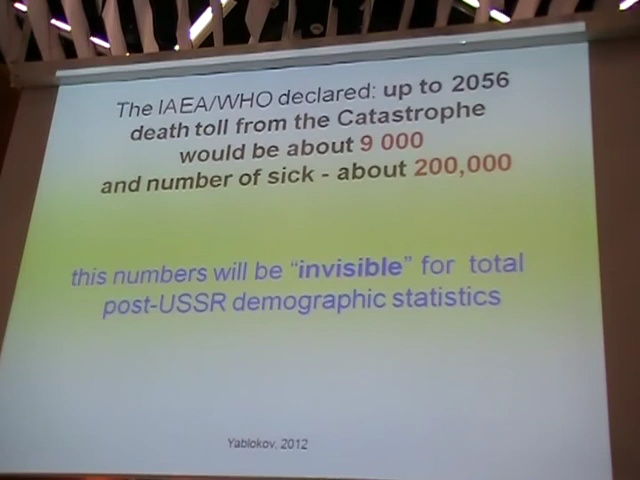 The IAEA/WHO declared: up to 2056
death toll from the Catastrophe
would be about 9 000
and number of sick - about 200,000
this numbers will be “invisible” for total
post-USSR demographic statistics
Yablokov, 2012